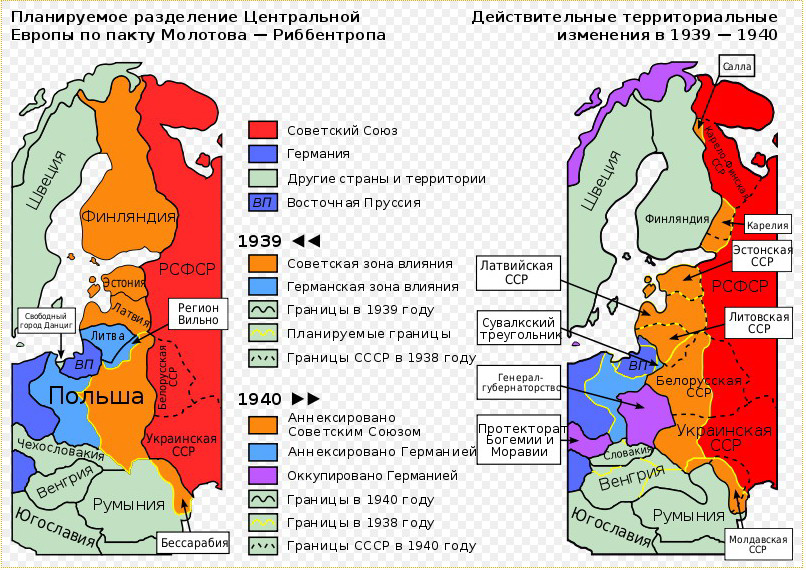 Планируемое разделение Центральной
Европы по пакту Молотова — Риббентропа
Действительные территориальные
изменения в 1939 — 1940
Швеция
Финляндия
РСФСР
Эстония
Латвия
Литва
Свободный
город Данциг
Регион
Вильно
ВП
Польша
Белорусская
ССР
Украинская
ССР
Чехословакия
Венгрия
Румыния
Югославия
Бессарабия
Советский Союз
Германия
Другие страны и территории
ВП
Восточная Пруссия
1939 ◄◄
Советская зона влияния
Германская зона влияния
Границы в 1939 году
Планируемые границы
Границы СССР в 1938 году
1940 ►►
Аннексировано
Советским Союзом
Аннексировано Германией
Оккупировано Германией
Границы в 1940 году
Границы в 1938 году
Границы СССР в 1940 году
Салла
Швеция
Карело-Финская
ССР
Финляндия
Карелия
Эстонская
ССР
Латвийская
ССР
РСФСР
Литовская
ССР
Сувалкский
треугольник
ВП
Генерал-
губернаторство
Белорусская
ССР
Протекторат
Богемии и
Моравии
Украинская
ССР
Словакия
Венгрия
Румыния
Югославия
Молдавская
ССР